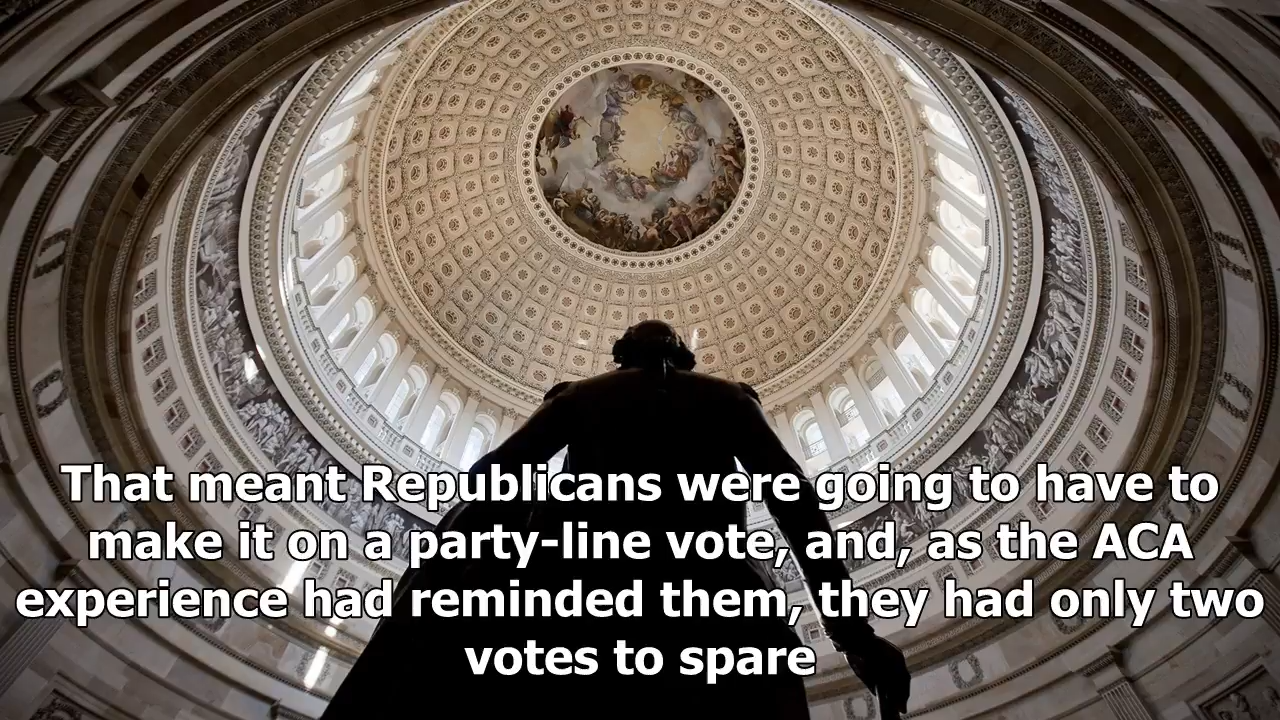 That meant Republicans were going to have to
make it on a party-line vote, and, as the ACA
experience had reminded them, they had only two
votes to spare